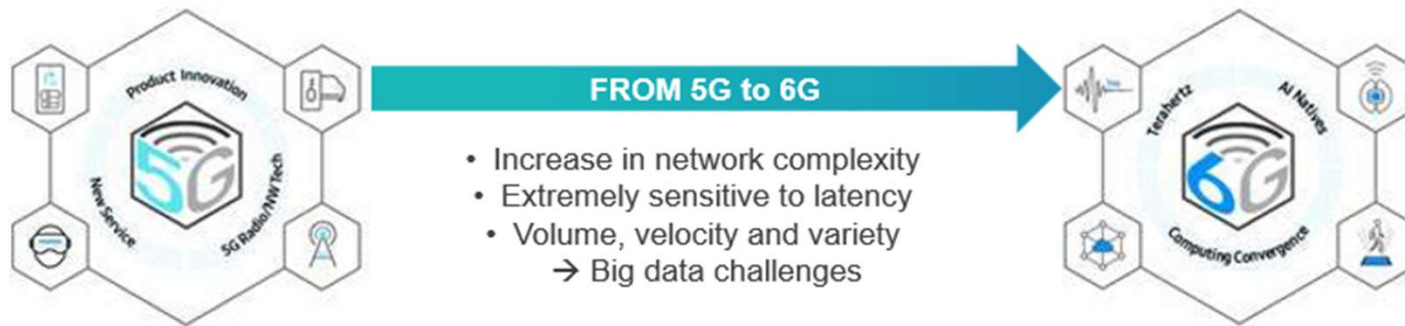 Product Innovation
New Service
5G Radio/NW Tech
5G
FROM 5G to 6G
• Increase in network complexity
• Extremely sensitive to latency
• Volume, velocity and variety
→ Big data challenges
Terahertz
AI Natives
Computing Convergence
6G